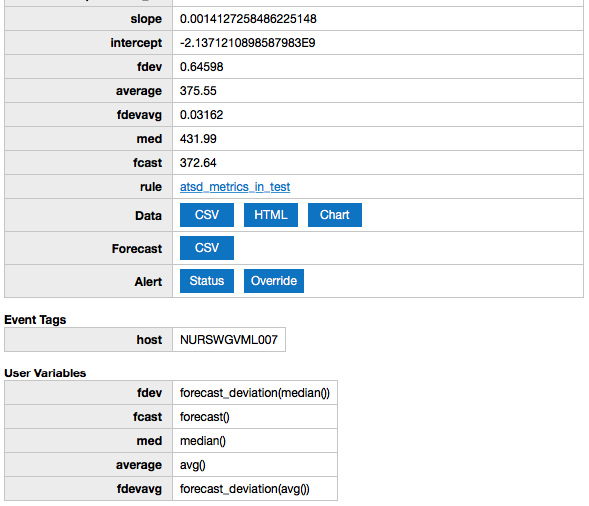 slope 0.0014127258486225148
intercept -2.1371210898587983E9
fdev 0.64598
average 375.55
fdevavg 0.03162
med 431.99
fcast 372.64
rule atsd_metrics_in_test
Data CSV HTML Chart
Forecast CSV
Alert Status Override
Event Tags
host NURSWGVML007
User Variables
fdev forecast_deviation(median())
fcast forecast()
med median()
average avg()
fdevavg forecast_deviation(avg())